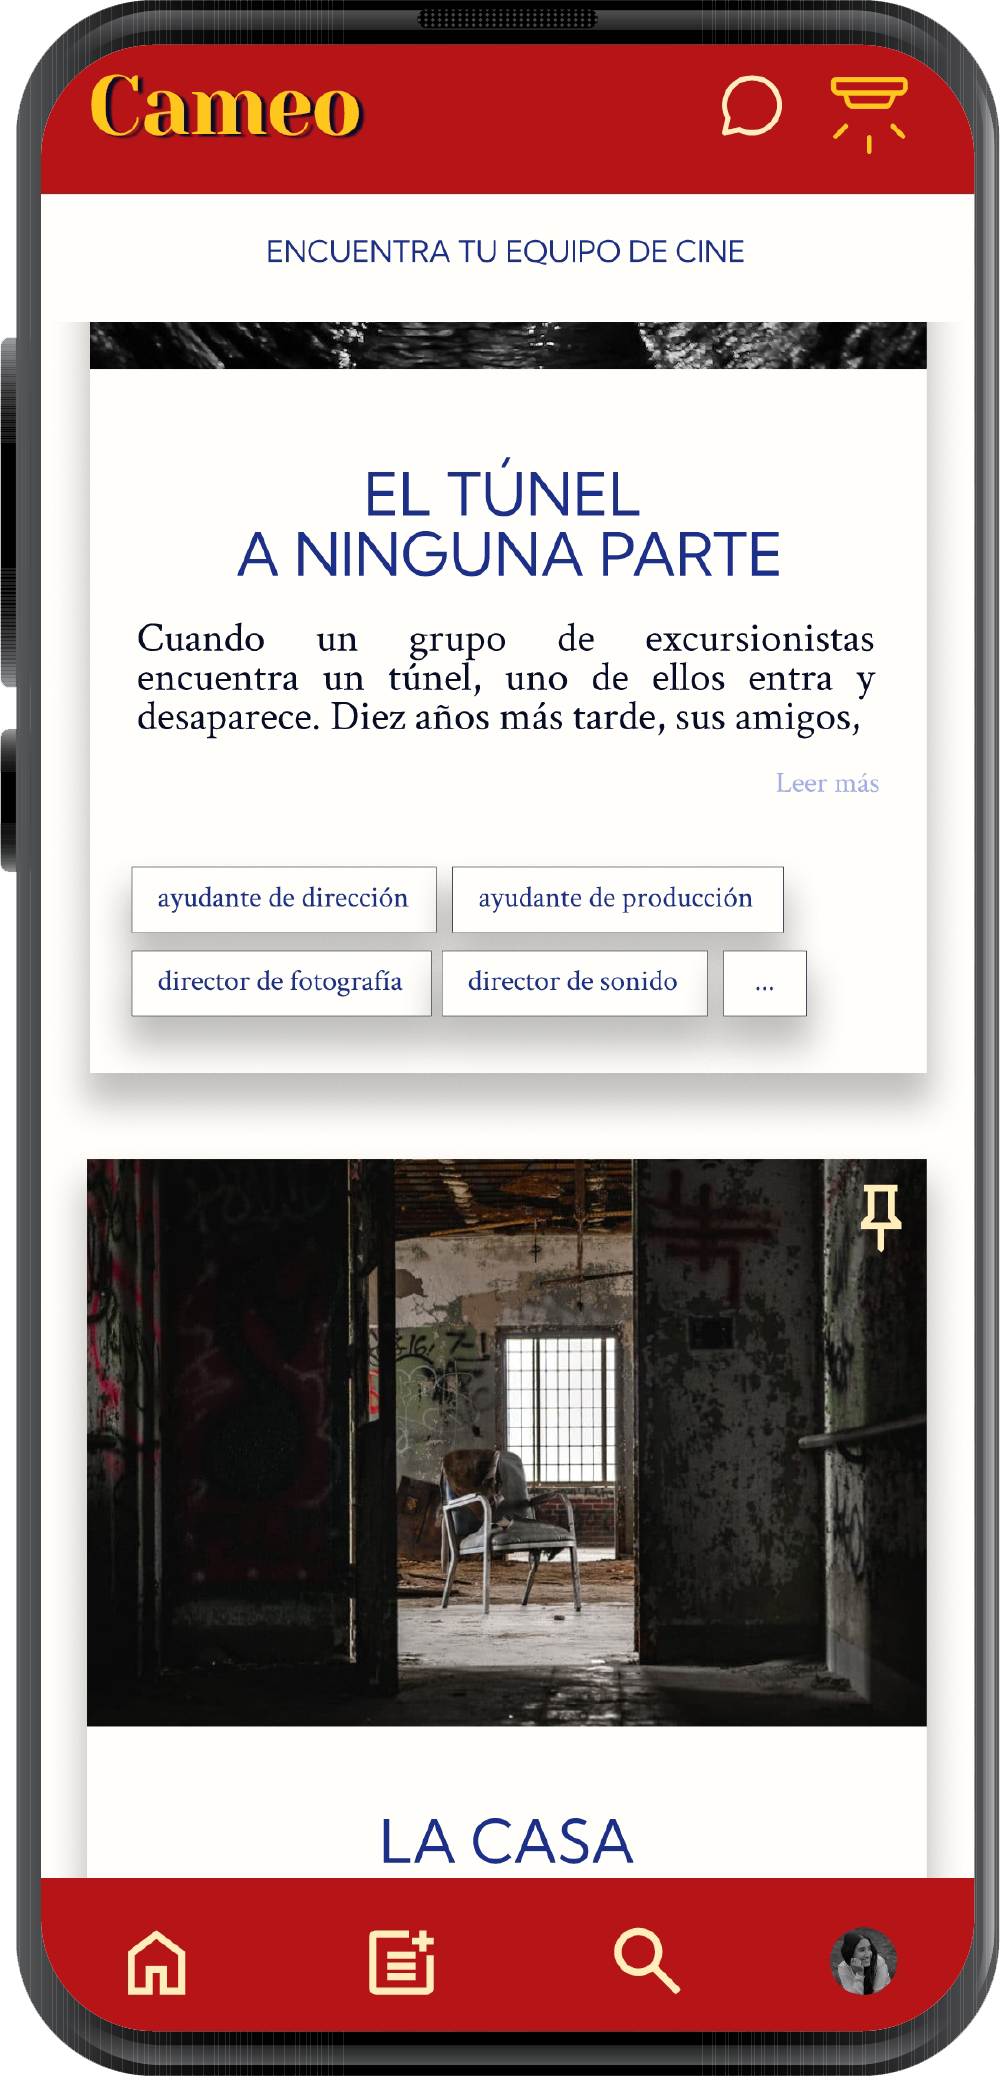 Cameo
ENCUENTRA TU EQUIPO DE CINE
EL TÚNEL
A NINGUNA PARTE
Cuando un grupo de excursionistas
encuentra un túnel, uno de ellos entra y
desaparece. Diez años más tarde, sus amigos,
Leer más
ayudante de dirección
ayudante de producción
director de fotografía
director de sonido
...
LA CASA